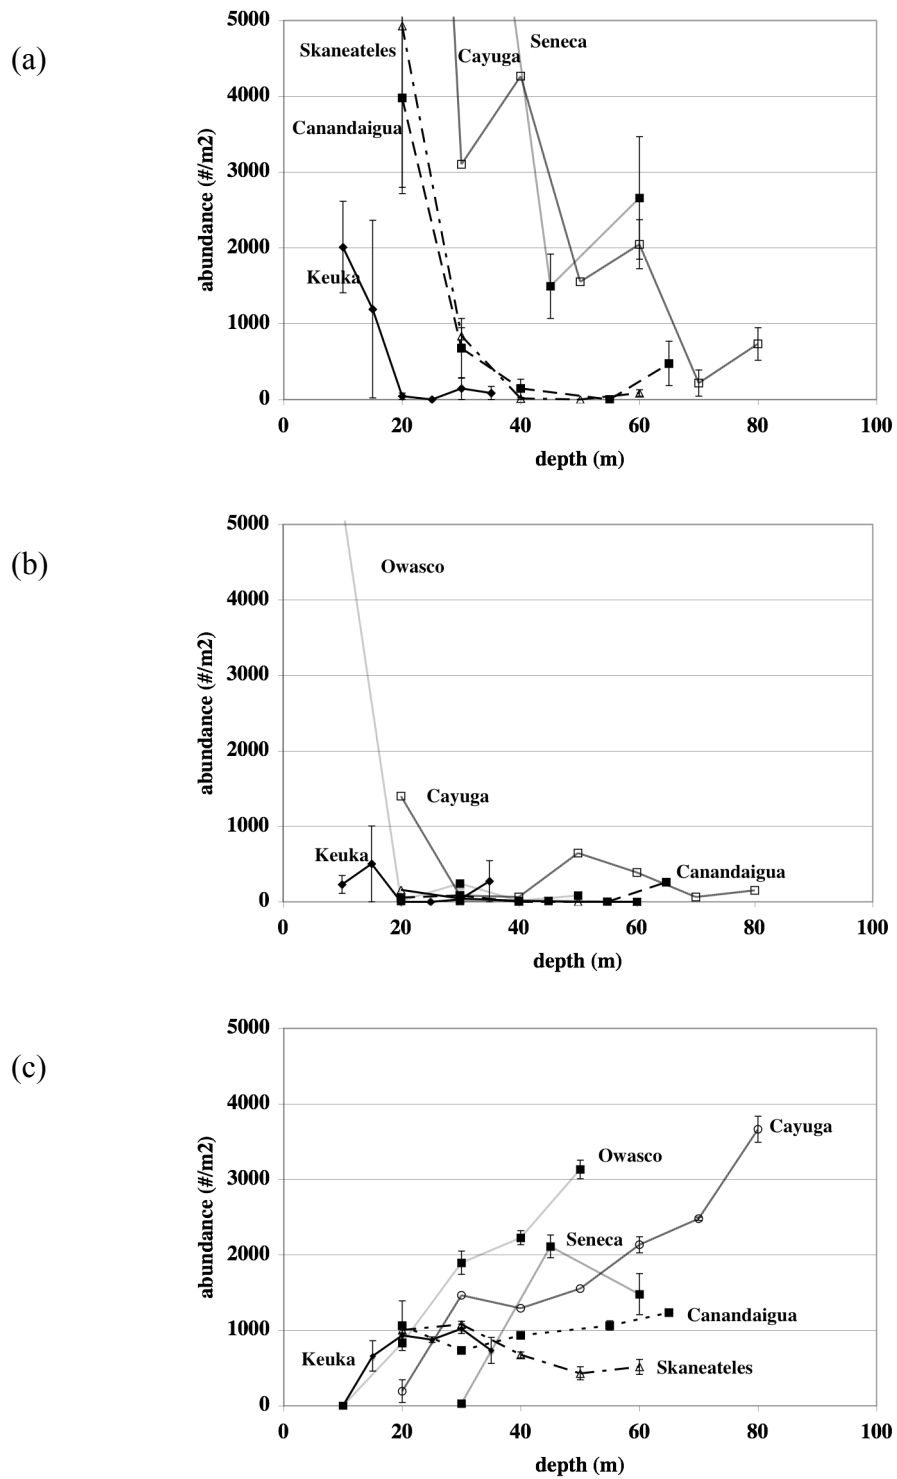 (a)
5000
4000
3000
2000
1000
0
abundance (#/m2)
Skaneateles
Canandaigua
Keuka
Cayuga
Seneca
0 20 40 60 80 100
depth (m)
(b)
5000
4000
3000
2000
1000
0
abundance (#/m2)
Owasco
Cayuga
Keuka
Canandaigua
0 20 40 60 80 100
depth (m)
(c)
5000
4000
3000
2000
1000
0
abundance (#/m2)
Cayuga
Owasco
Seneca
Canandaigua
Keuka
Skaneateles
0 20 40 60 80 100
depth (m)